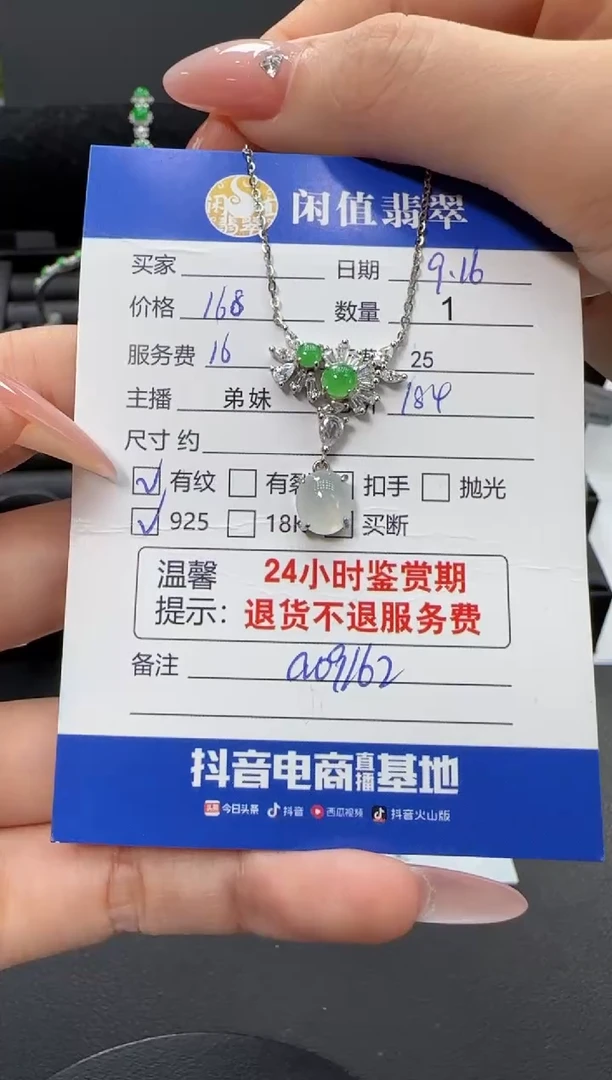 闲值翡翠
买家 日期 9.16
价格 168 数量 1
服务费 16 25
主播 弟妹 184
尺寸 约
有纹 有裂 扣手 抛光
925 18K 买断
温馨 24小时鉴赏期
提示: 退货不退服务费
备注 a09162
抖音电商直播基地
头条 今日头条 抖音 西瓜视频 抖音火山版